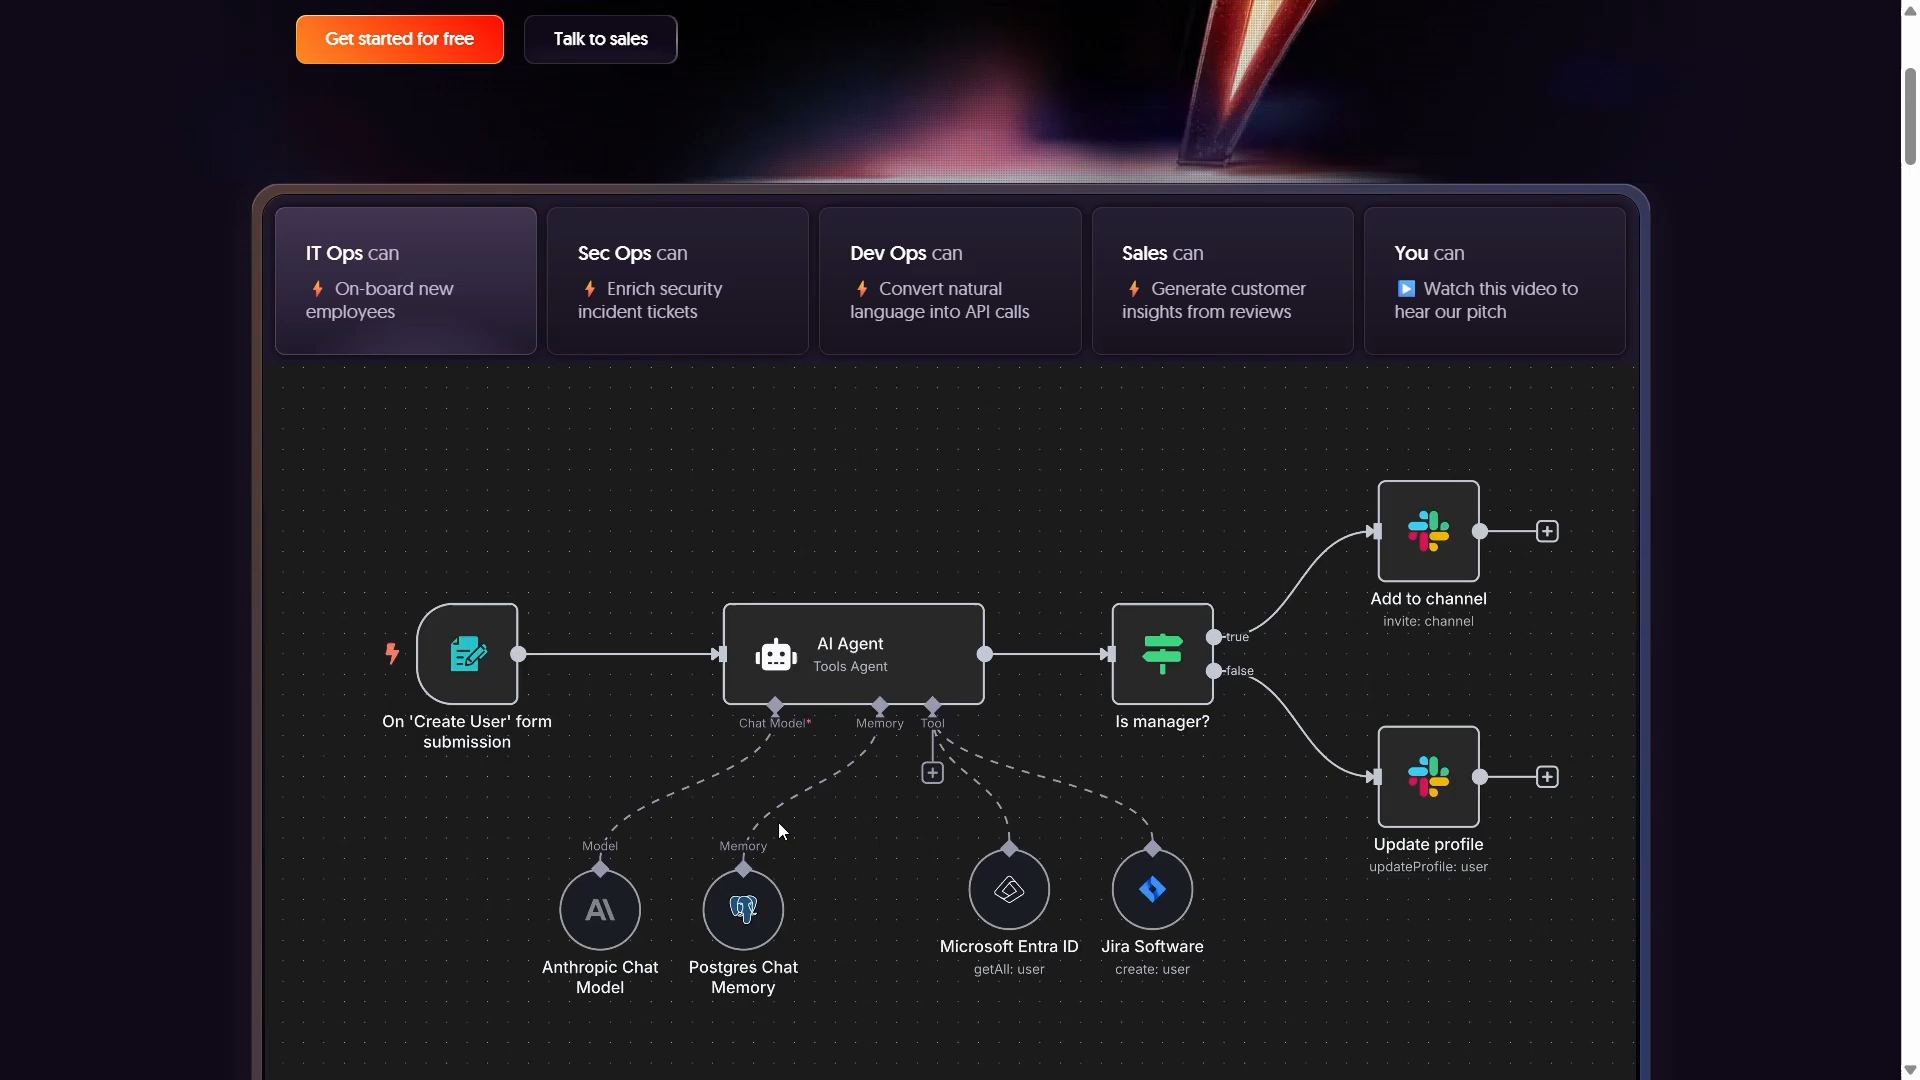 Get started for free
Talk to sales
IT Ops can
On-board new
employees
Sec Ops can
Enrich security
incident tickets
Dev Ops can
Convert natural
language into API calls
Sales can
Generate customer
insights from reviews
You can
Watch this video to
hear our pitch
On 'Create User' form
submission
AI Agent
Tools Agent
Chat Model*
Memory
Tool
Is manager?
true
false
Add to channel
invite: channel
Update profile
updateProfile: user
Model
Anthropic Chat
Model
Memory
Postgres Chat
Memory
Microsoft Entra ID
getAll: user
Jira Software
create: user